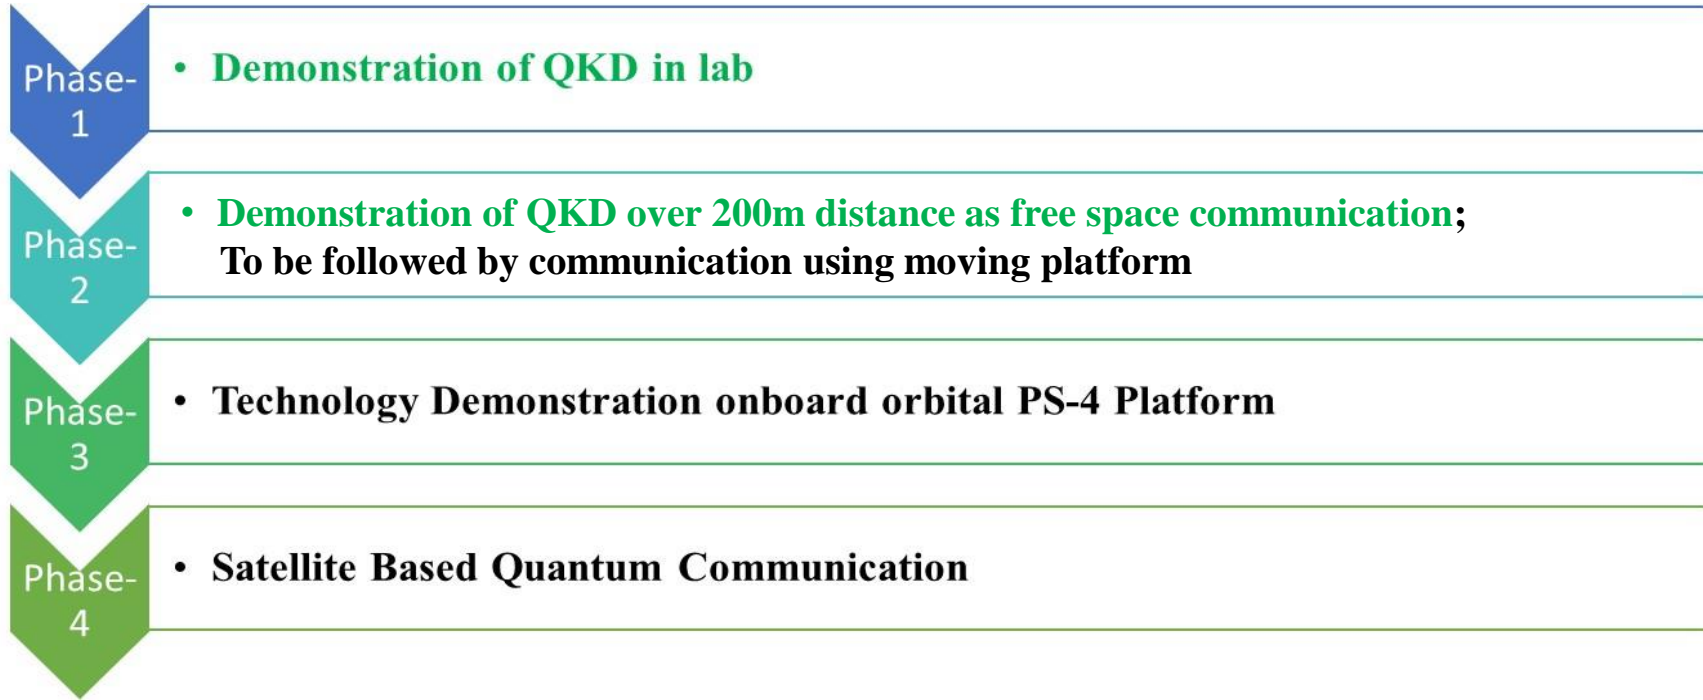 Phase-
1
• Demonstration of QKD in lab
Phase-
2
• Demonstration of QKD over 200m distance as free space communication;
To be followed by communication using moving platform
Phase-
3
• Technology Demonstration onboard orbital PS-4 Platform
Phase-
4
• Satellite Based Quantum Communication